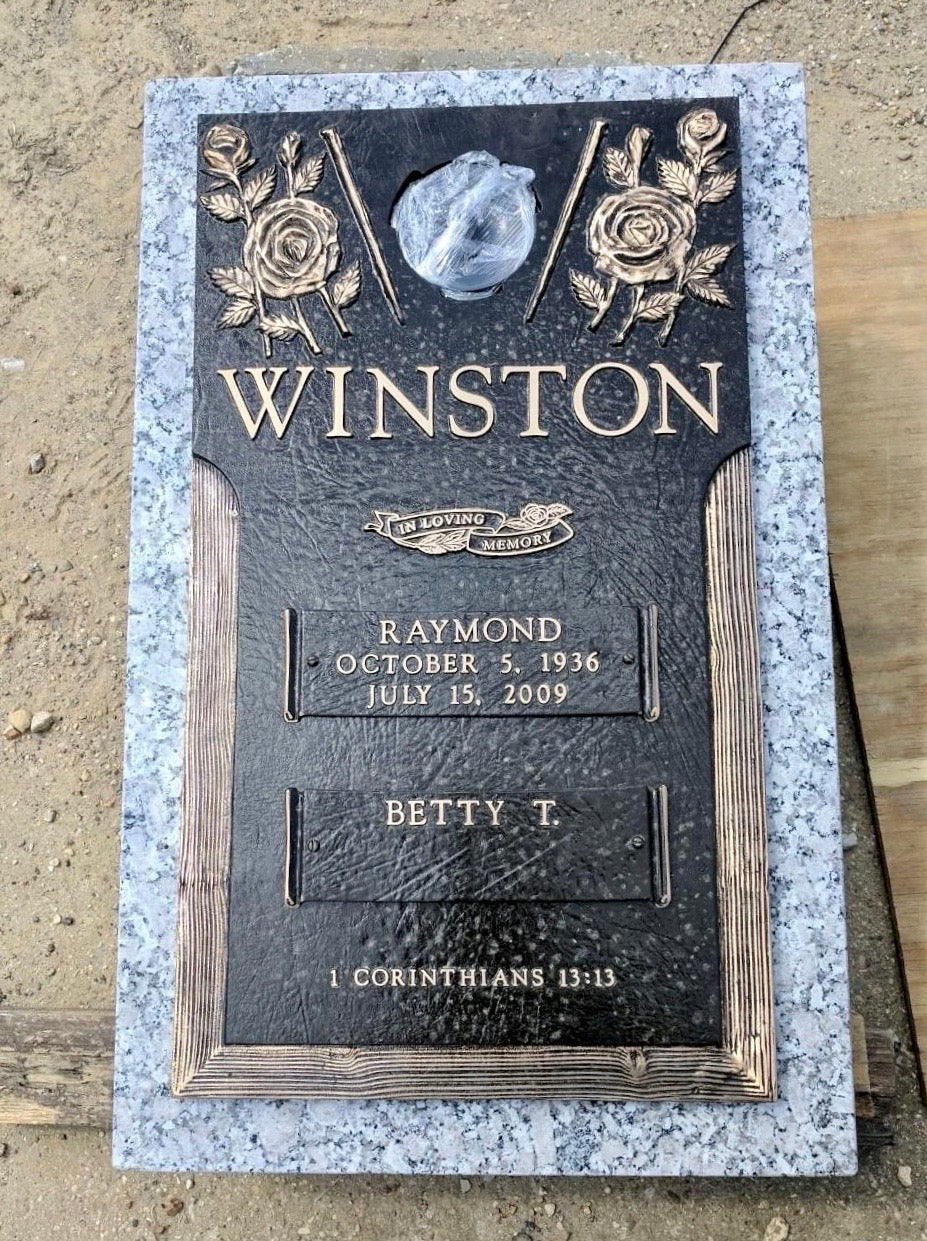 WINSTON
IN LOVING
MEMORY
RAYMOND
OCTOBER 5, 1936
JULY 15, 2009
BETTY T.
1 CORINTHIANS 13:13